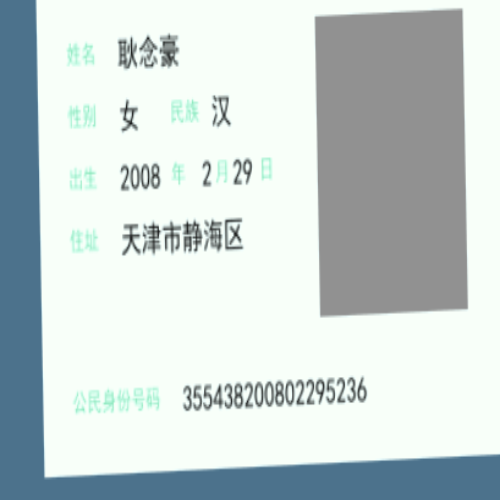 姓名 耿念豪
性别 女 民族 汉
出生 2008 年 2 月 29 日
住址 天津市静海区
公民身份号码 355438200802295236